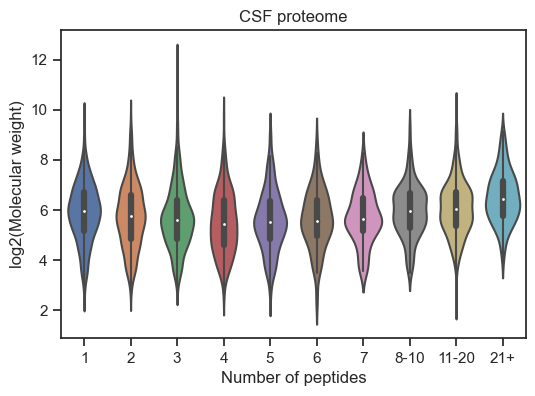 CSF proteome
log2(Molecular weight)
12
10
8
6
4
2
1 2 3 4 5 6 7 8-10 11-20 21+
Number of peptides